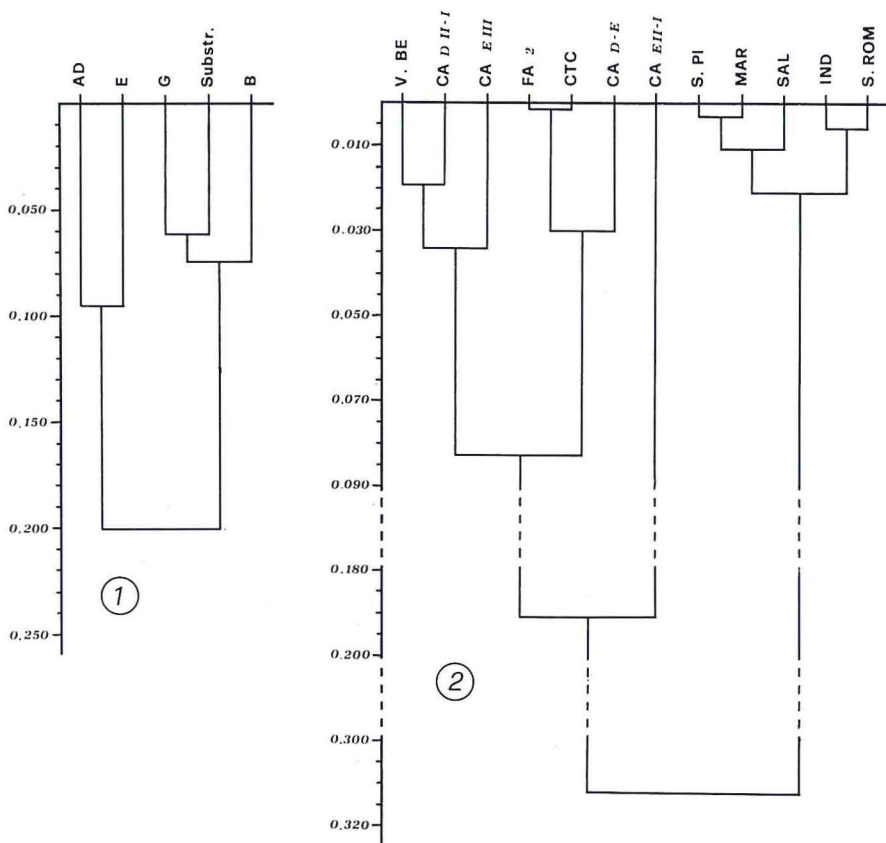 AD
E
G
Substr.
B
0,050
0,100
0,150
0,200
0,250
1
V. BE
CA D II-I
CA E III
FA 2
CTC
CA D-E
CA EII-I
S. PI
MAR
SAL
IND
S. ROM
0.010
0.030
0.050
0.070
0.090
0.180
0.200
0.300
0.320
2